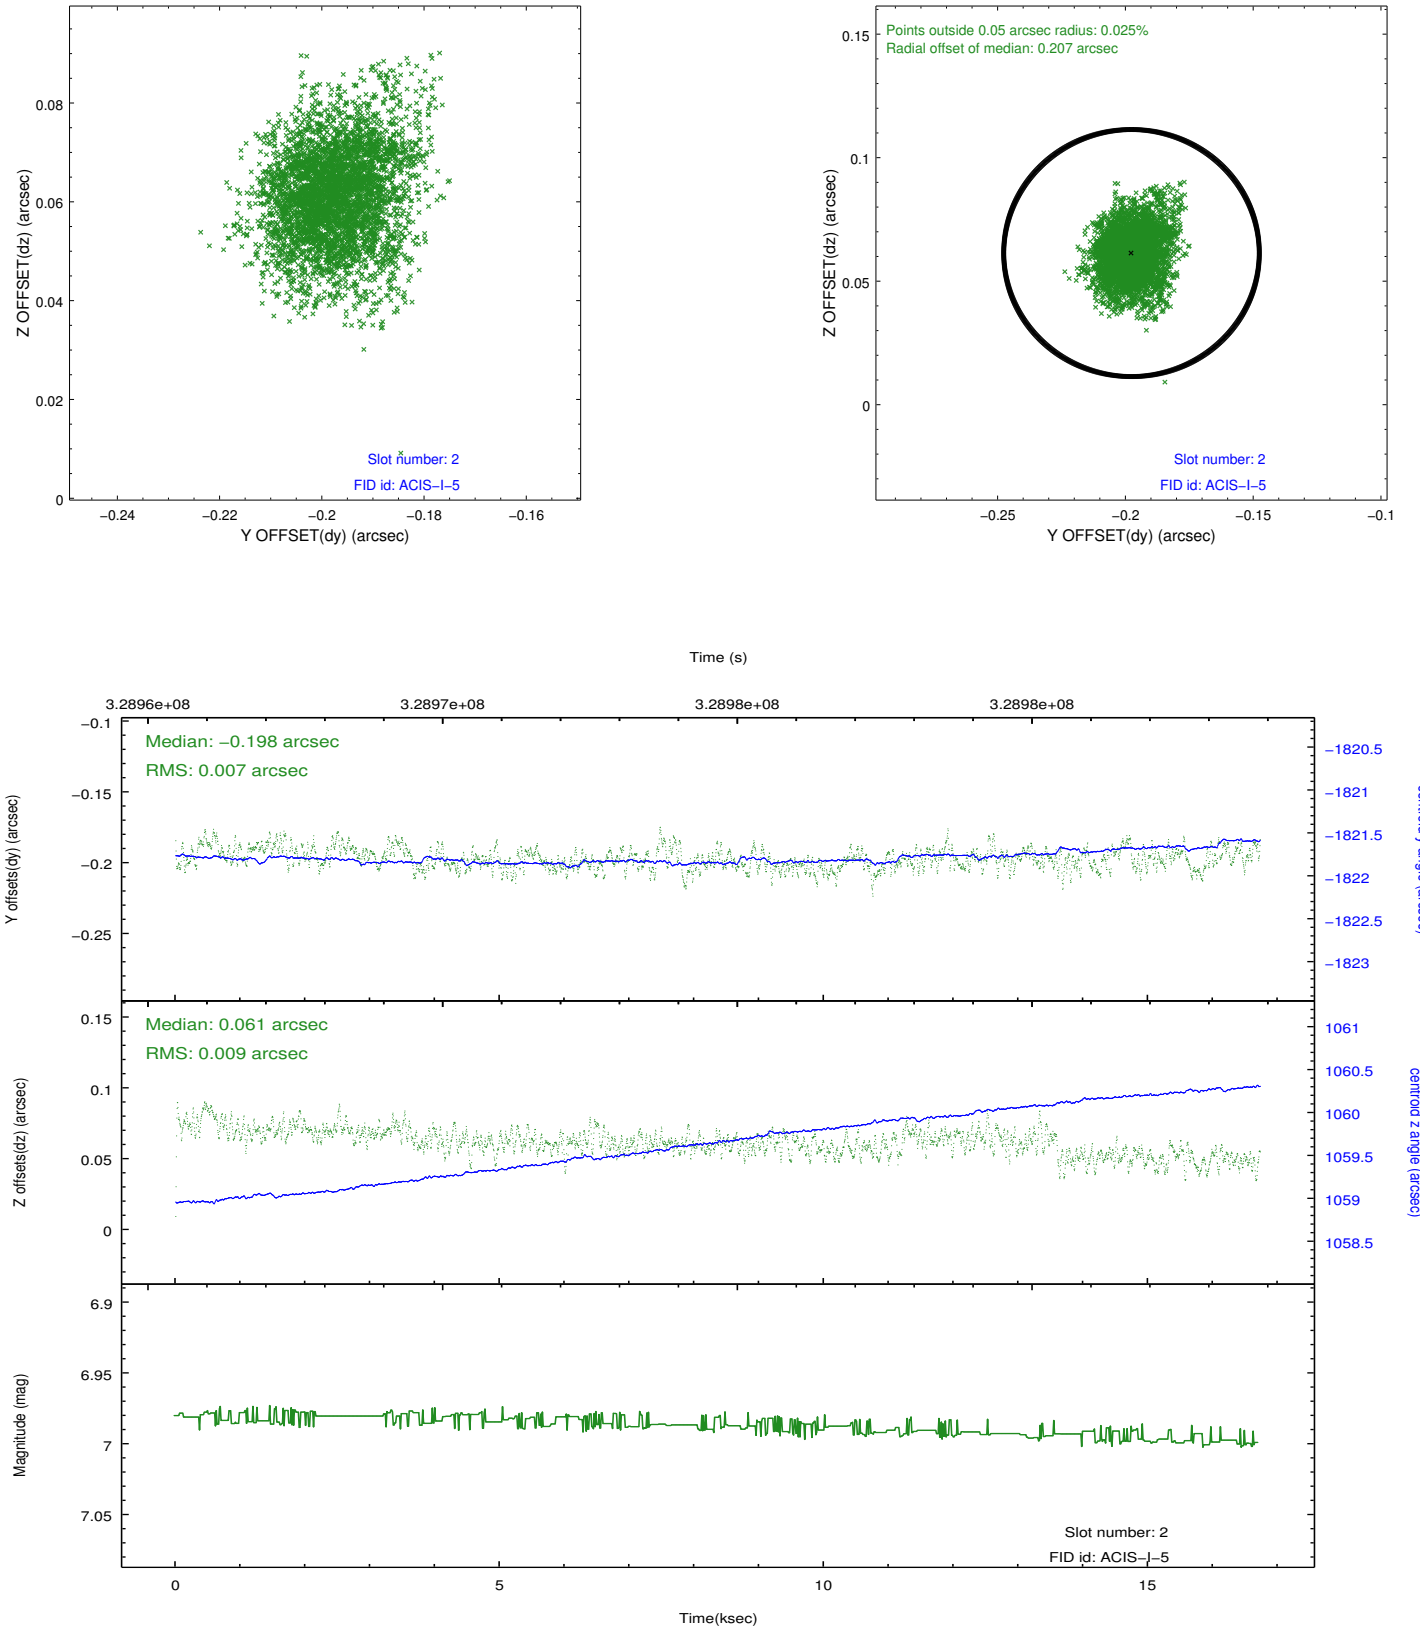 0.08
0.06
0.04
0.02
0
Z OFFSET(dz) (arcsec)
−0.24
−0.22
−0.2
−0.18
−0.16
Y OFFSET(dy) (arcsec)
Slot number: 2
FID id: ACIS−I−5
Points outside 0.05 arcsec radius: 0.025%
Radial offset of median: 0.207 arcsec
0.15
0.1
0.05
0
Z OFFSET(dz) (arcsec)
−0.25
−0.2
−0.15
−0.1
Y OFFSET(dy) (arcsec)
Slot number: 2
FID id: ACIS−I−5
Time (s)
3.2896e+08
3.2897e+08
3.2898e+08
3.2898e+08
Median: −0.198 arcsec
RMS: 0.007 arcsec
−0.1
−0.15
−0.2
−0.25
Y offsets(dy) (arcsec)
−1820.5
−1821
−1821.5
−1822
−1822.5
−1823
Median: 0.061 arcsec
RMS: 0.009 arcsec
0.15
0.1
0.05
0
Z offsets(dz) (arcsec)
1061
1060.5
1060
1059.5
1059
1058.5
centroid z angle (arcsec)
6.9
6.95
7
7.05
Magnitude (mag)
Slot number: 2
FID id: ACIS−I−5
0
5
10
15
Time(ksec)